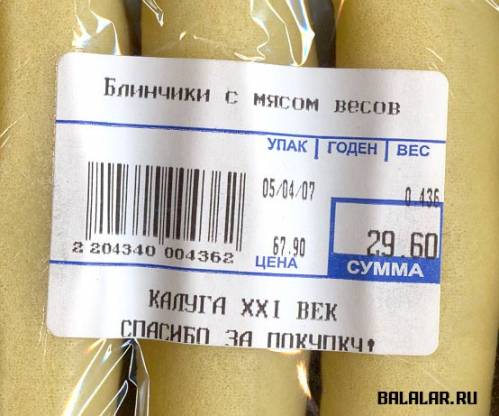 Блинчики с мясом весов
УПАК ГОДЕН ВЕС
05/04/07 0.436
2 204340 004362
67.90 29.60
ЦЕНА СУММА
КАЛУГА XXI ВЕК
СПАСИБО ЗА ПОКУПКУ!
BALALAR.RU